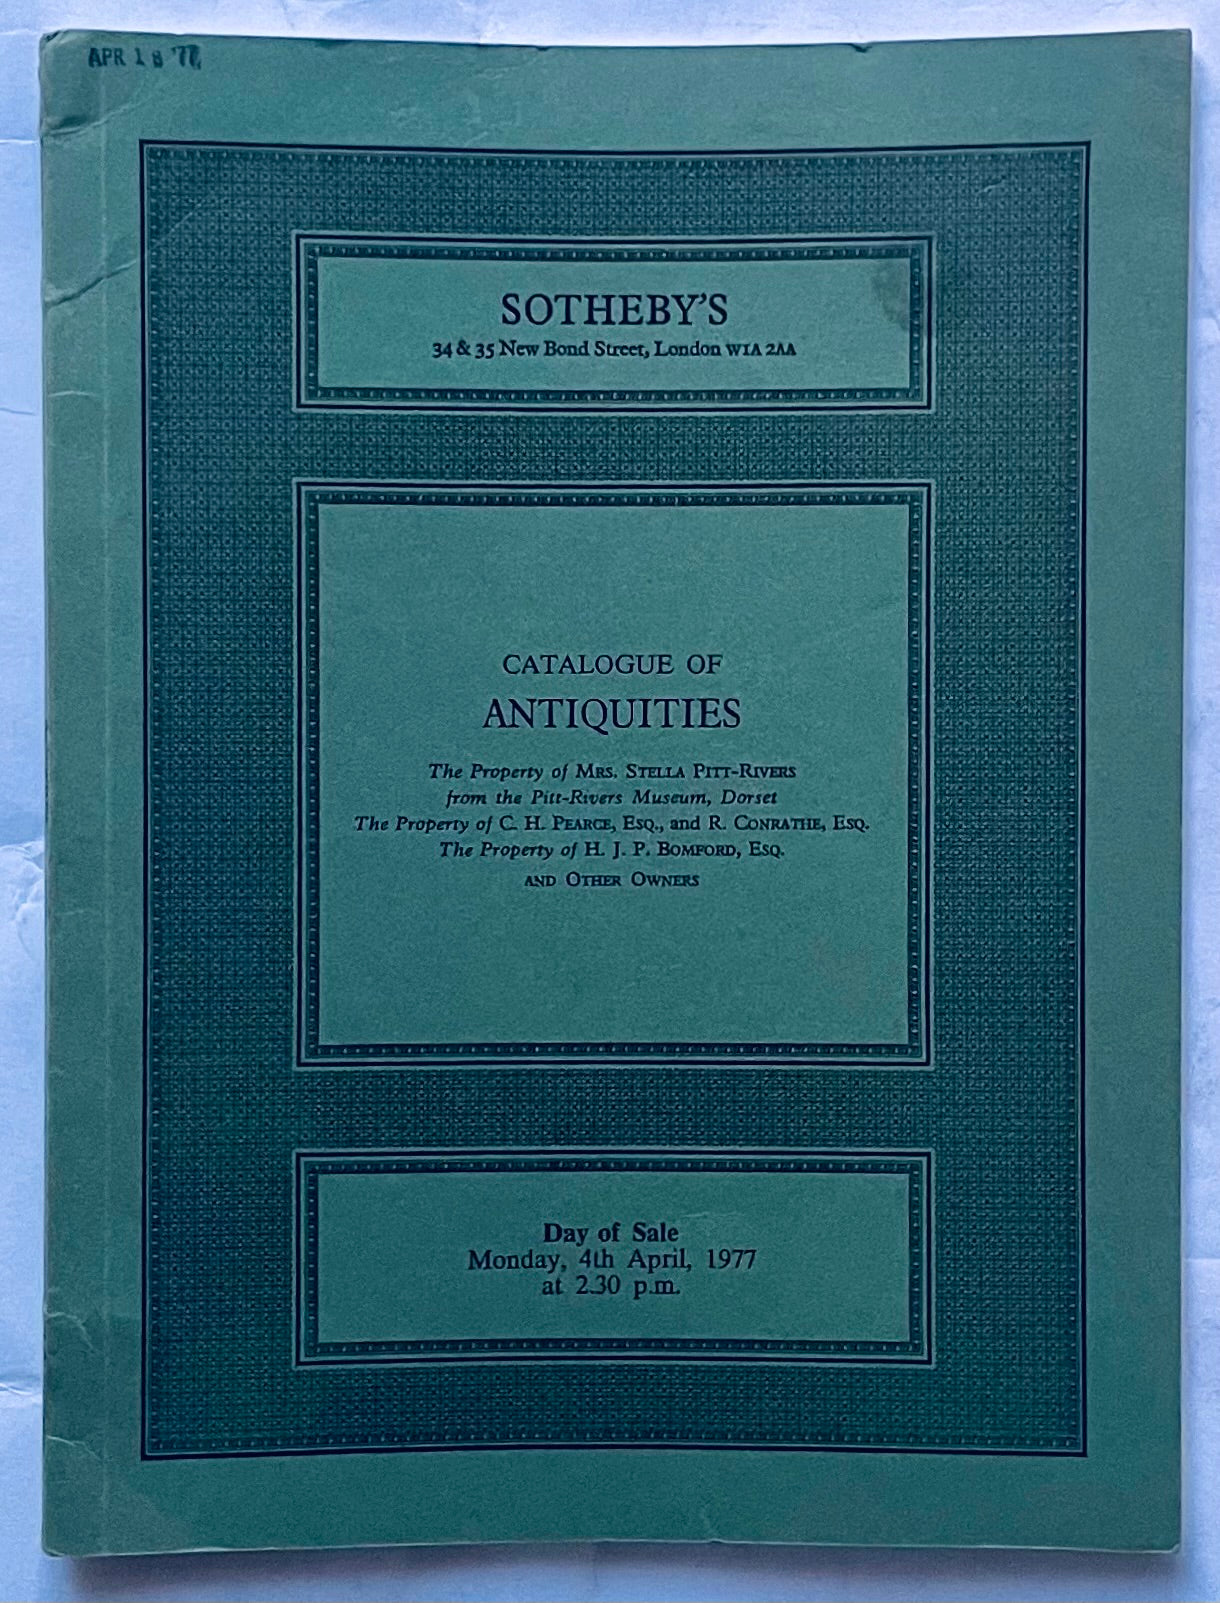 APR 18 '77
SOTHEBY'S
34 & 35 New Bond Street, London W1A 2AA
CATALOGUE OF
ANTIQUITIES
The Property of MRS. STELLA PITT-RIVERS
from the Pitt-Rivers Museum, Dorset
The Property of C. H. PEARCE, ESQ., and R. CONRATHE, ESQ.
The Property of H. J. P. BOMFORD, ESQ.
AND OTHER OWNERS
Day of Sale
Monday, 4th April, 1977
at 2.30 p.m.